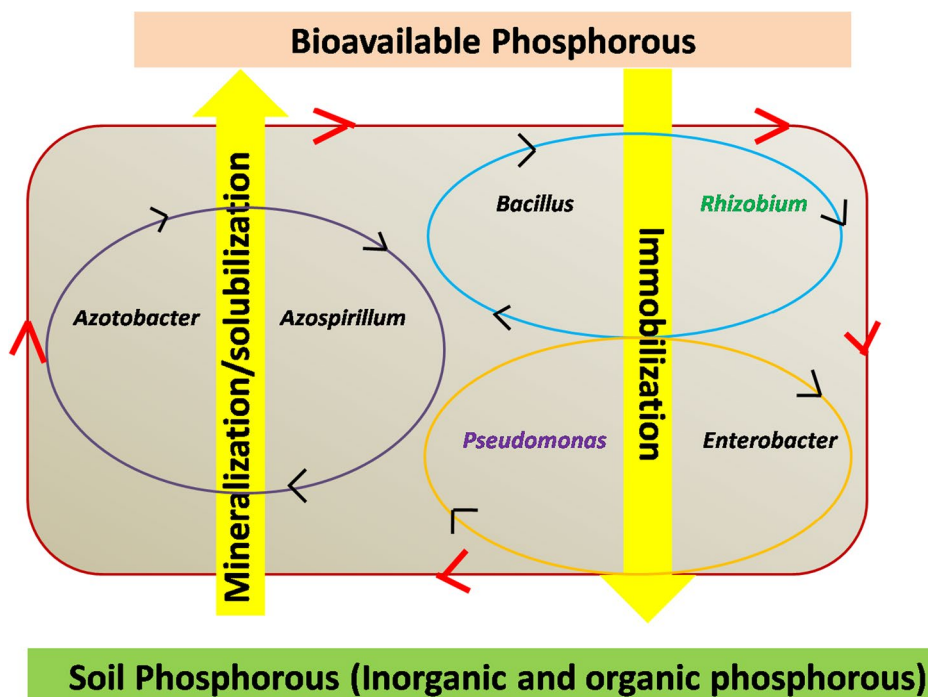 Bioavailable Phosphorous
Mineralization/solubilization
Immobilization
Bacillus
Rhizobium
Azotobacter
Azospirillum
Pseudomonas
Enterobacter
Soil Phosphorous (Inorganic and organic phosphorous)